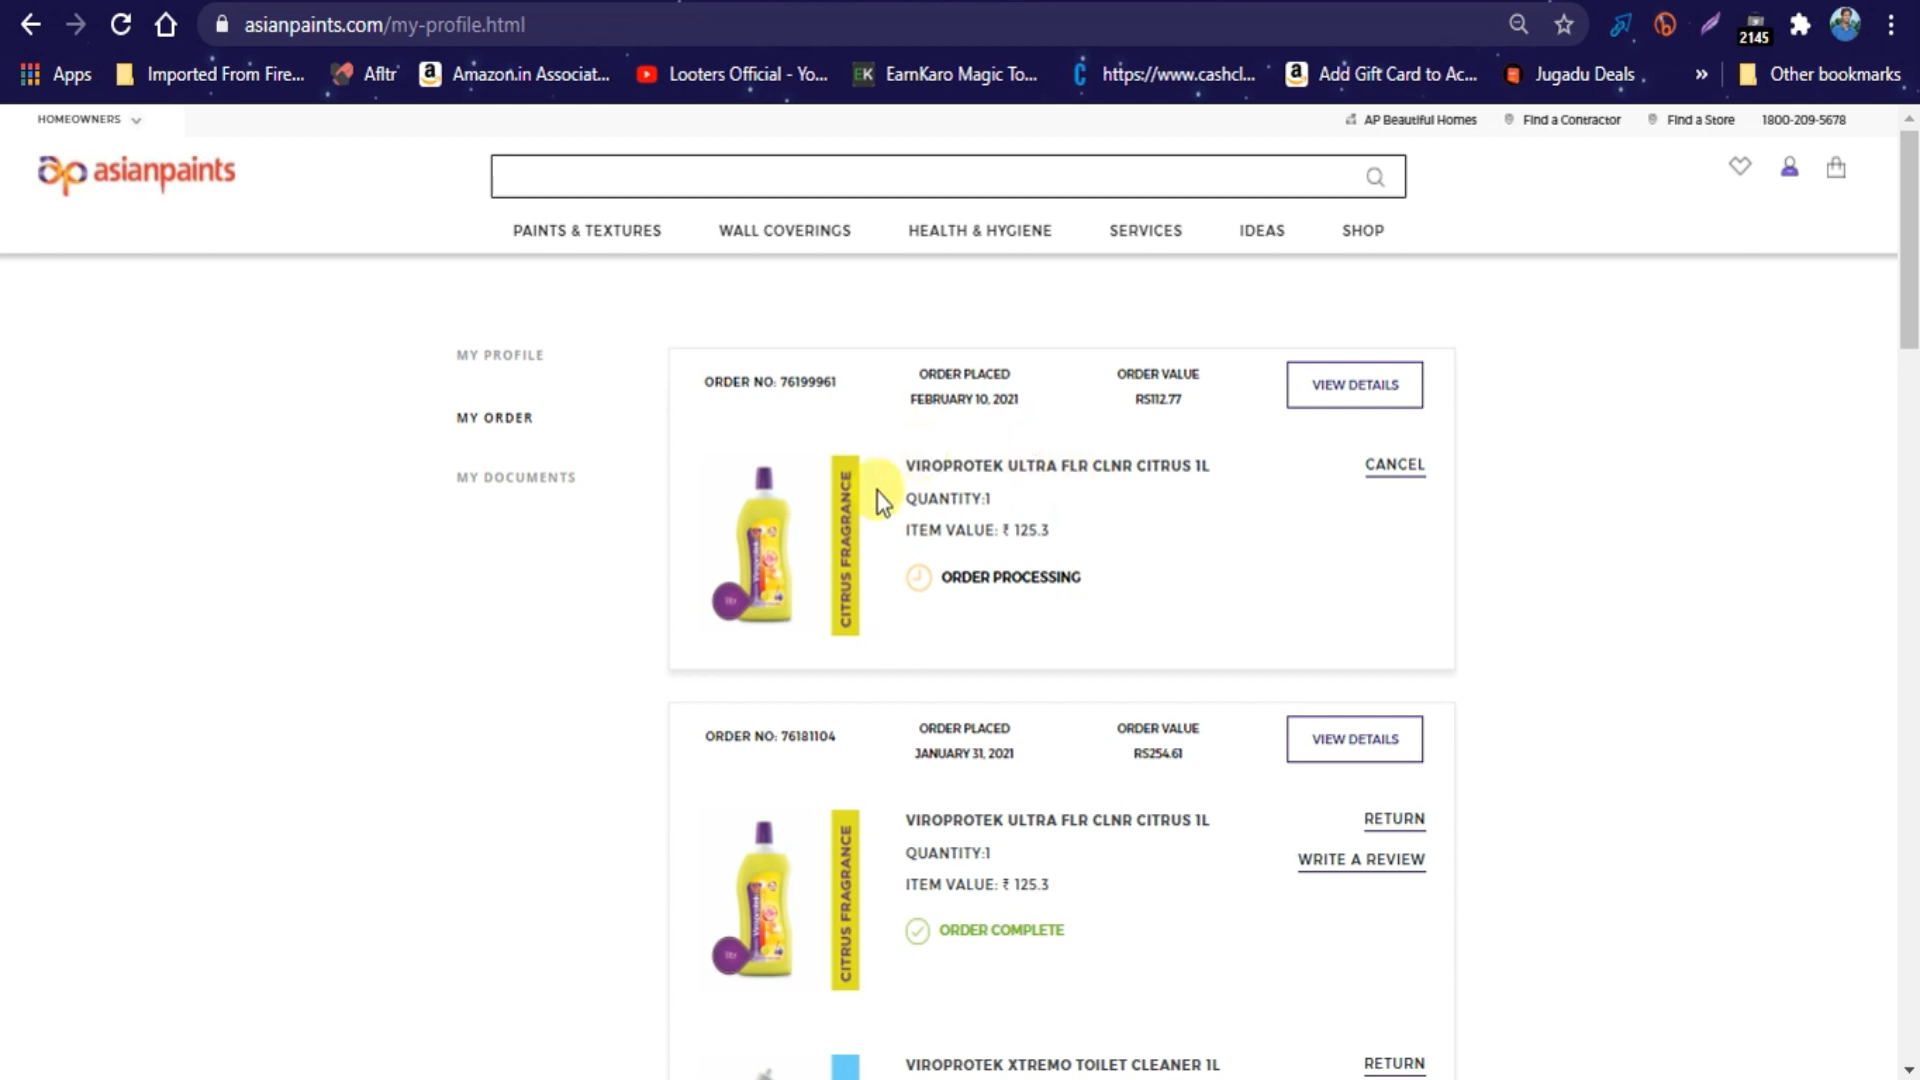 asianpaints.com/my-profile.html
2145
Apps
Imported From Fire...
Afltr
Amazon.in Associat...
Looters Official - Yo...
EK
EarnKaro Magic To...
https://www.cashcl...
Add Gift Card to Ac...
Jugadu Deals
»
Other bookmarks
HOMEOWNERS
AP Beautiful Homes
Find a Contractor
Find a Store
1800-209-5678
ap asianpaints
PAINTS & TEXTURES
WALL COVERINGS
HEALTH & HYGIENE
SERVICES
IDEAS
SHOP
MY PROFILE
MY ORDER
MY DOCUMENTS
ORDER NO: 76199961
ORDER PLACED
FEBRUARY 10, 2021
ORDER VALUE
RS112.77
VIEW DETAILS
CITRUS FRAGRANCE
VIROPROTEK ULTRA FLR CLNR CITRUS 1L
CANCEL
QUANTITY:1
ITEM VALUE: ₹ 125.3
ORDER PROCESSING
ORDER NO: 76181104
ORDER PLACED
JANUARY 31, 2021
ORDER VALUE
RS254.61
VIEW DETAILS
CITRUS FRAGRANCE
VIROPROTEK ULTRA FLR CLNR CITRUS 1L
RETURN
QUANTITY:1
WRITE A REVIEW
ITEM VALUE: ₹ 125.3
ORDER COMPLETE
VIROPROTEK XTREMO TOILET CLEANER 1L
RETURN